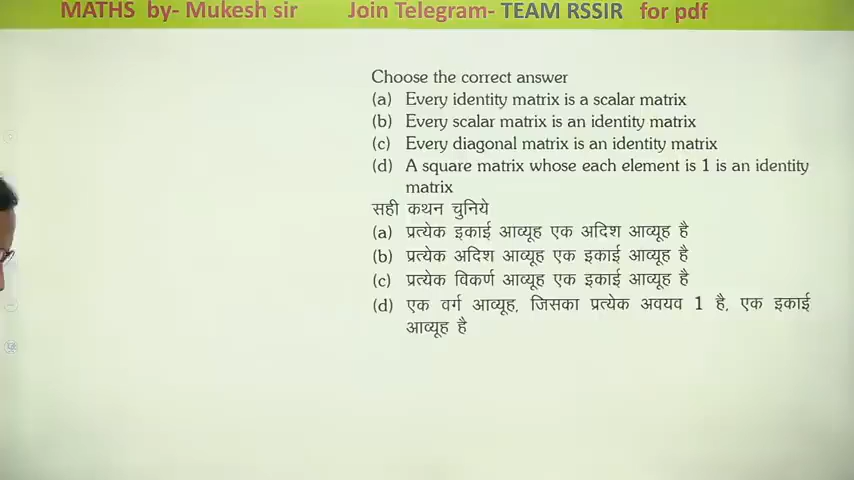 MATHS by- Mukesh sir Join Telegram- TEAM RSSIR for pdf
Choose the correct answer
(a) Every identity matrix is a scalar matrix
(b) Every scalar matrix is an identity matrix
(c) Every diagonal matrix is an identity matrix
(d) A square matrix whose each element is 1 is an identity
matrix
सही कथन चुनिये
(a) प्रत्येक इकाई आव्यूह एक अदिश आव्यूह है
(b) प्रत्येक अदिश आव्यूह एक इकाई आव्यूह है
(c) प्रत्येक विकर्ण आव्यूह एक इकाई आव्यूह है
(d) एक वर्ग आव्यूह, जिसका प्रत्येक अवयव 1 है, एक इकाई
आव्यूह है